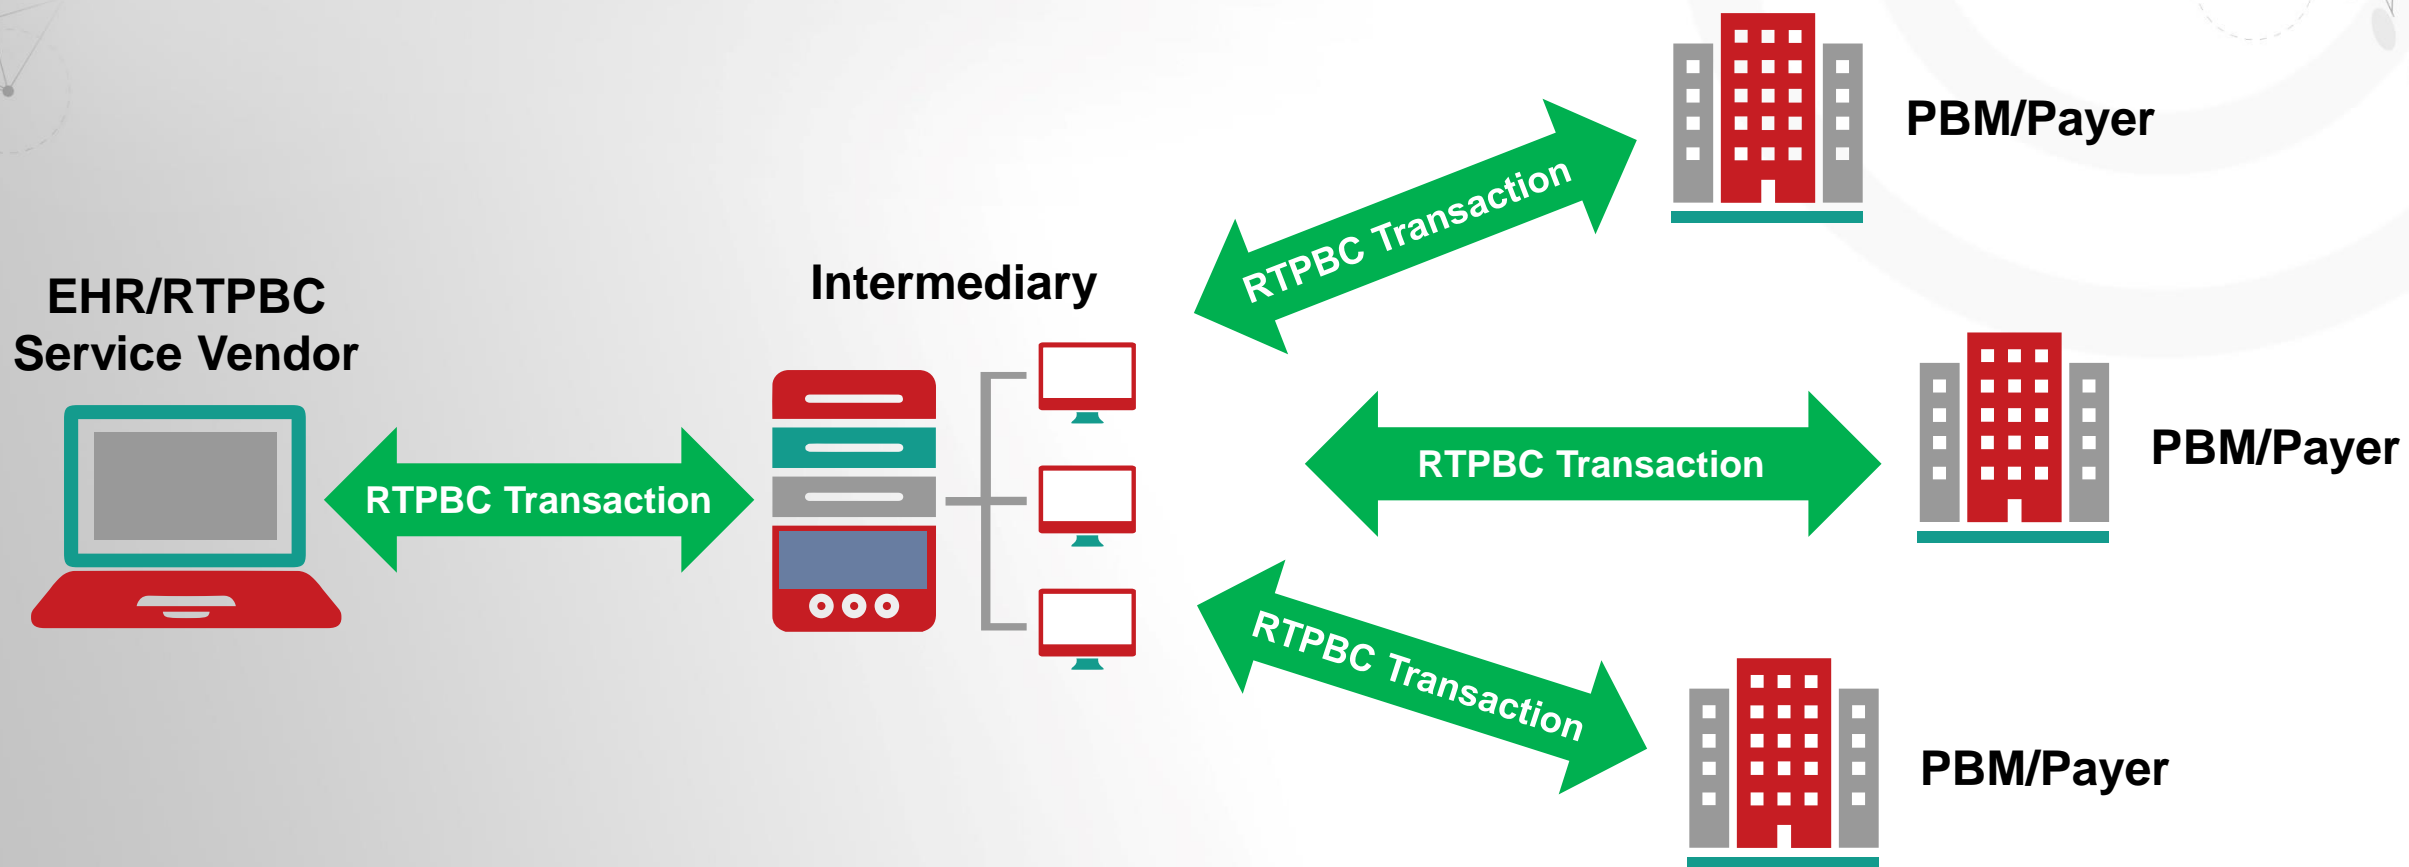 EHR/RTPBC
Service Vendor
RTPBC Transaction
Intermediary
RTPBC Transaction
PBM/Payer
RTPBC Transaction
PBM/Payer
RTPBC Transaction
PBM/Payer